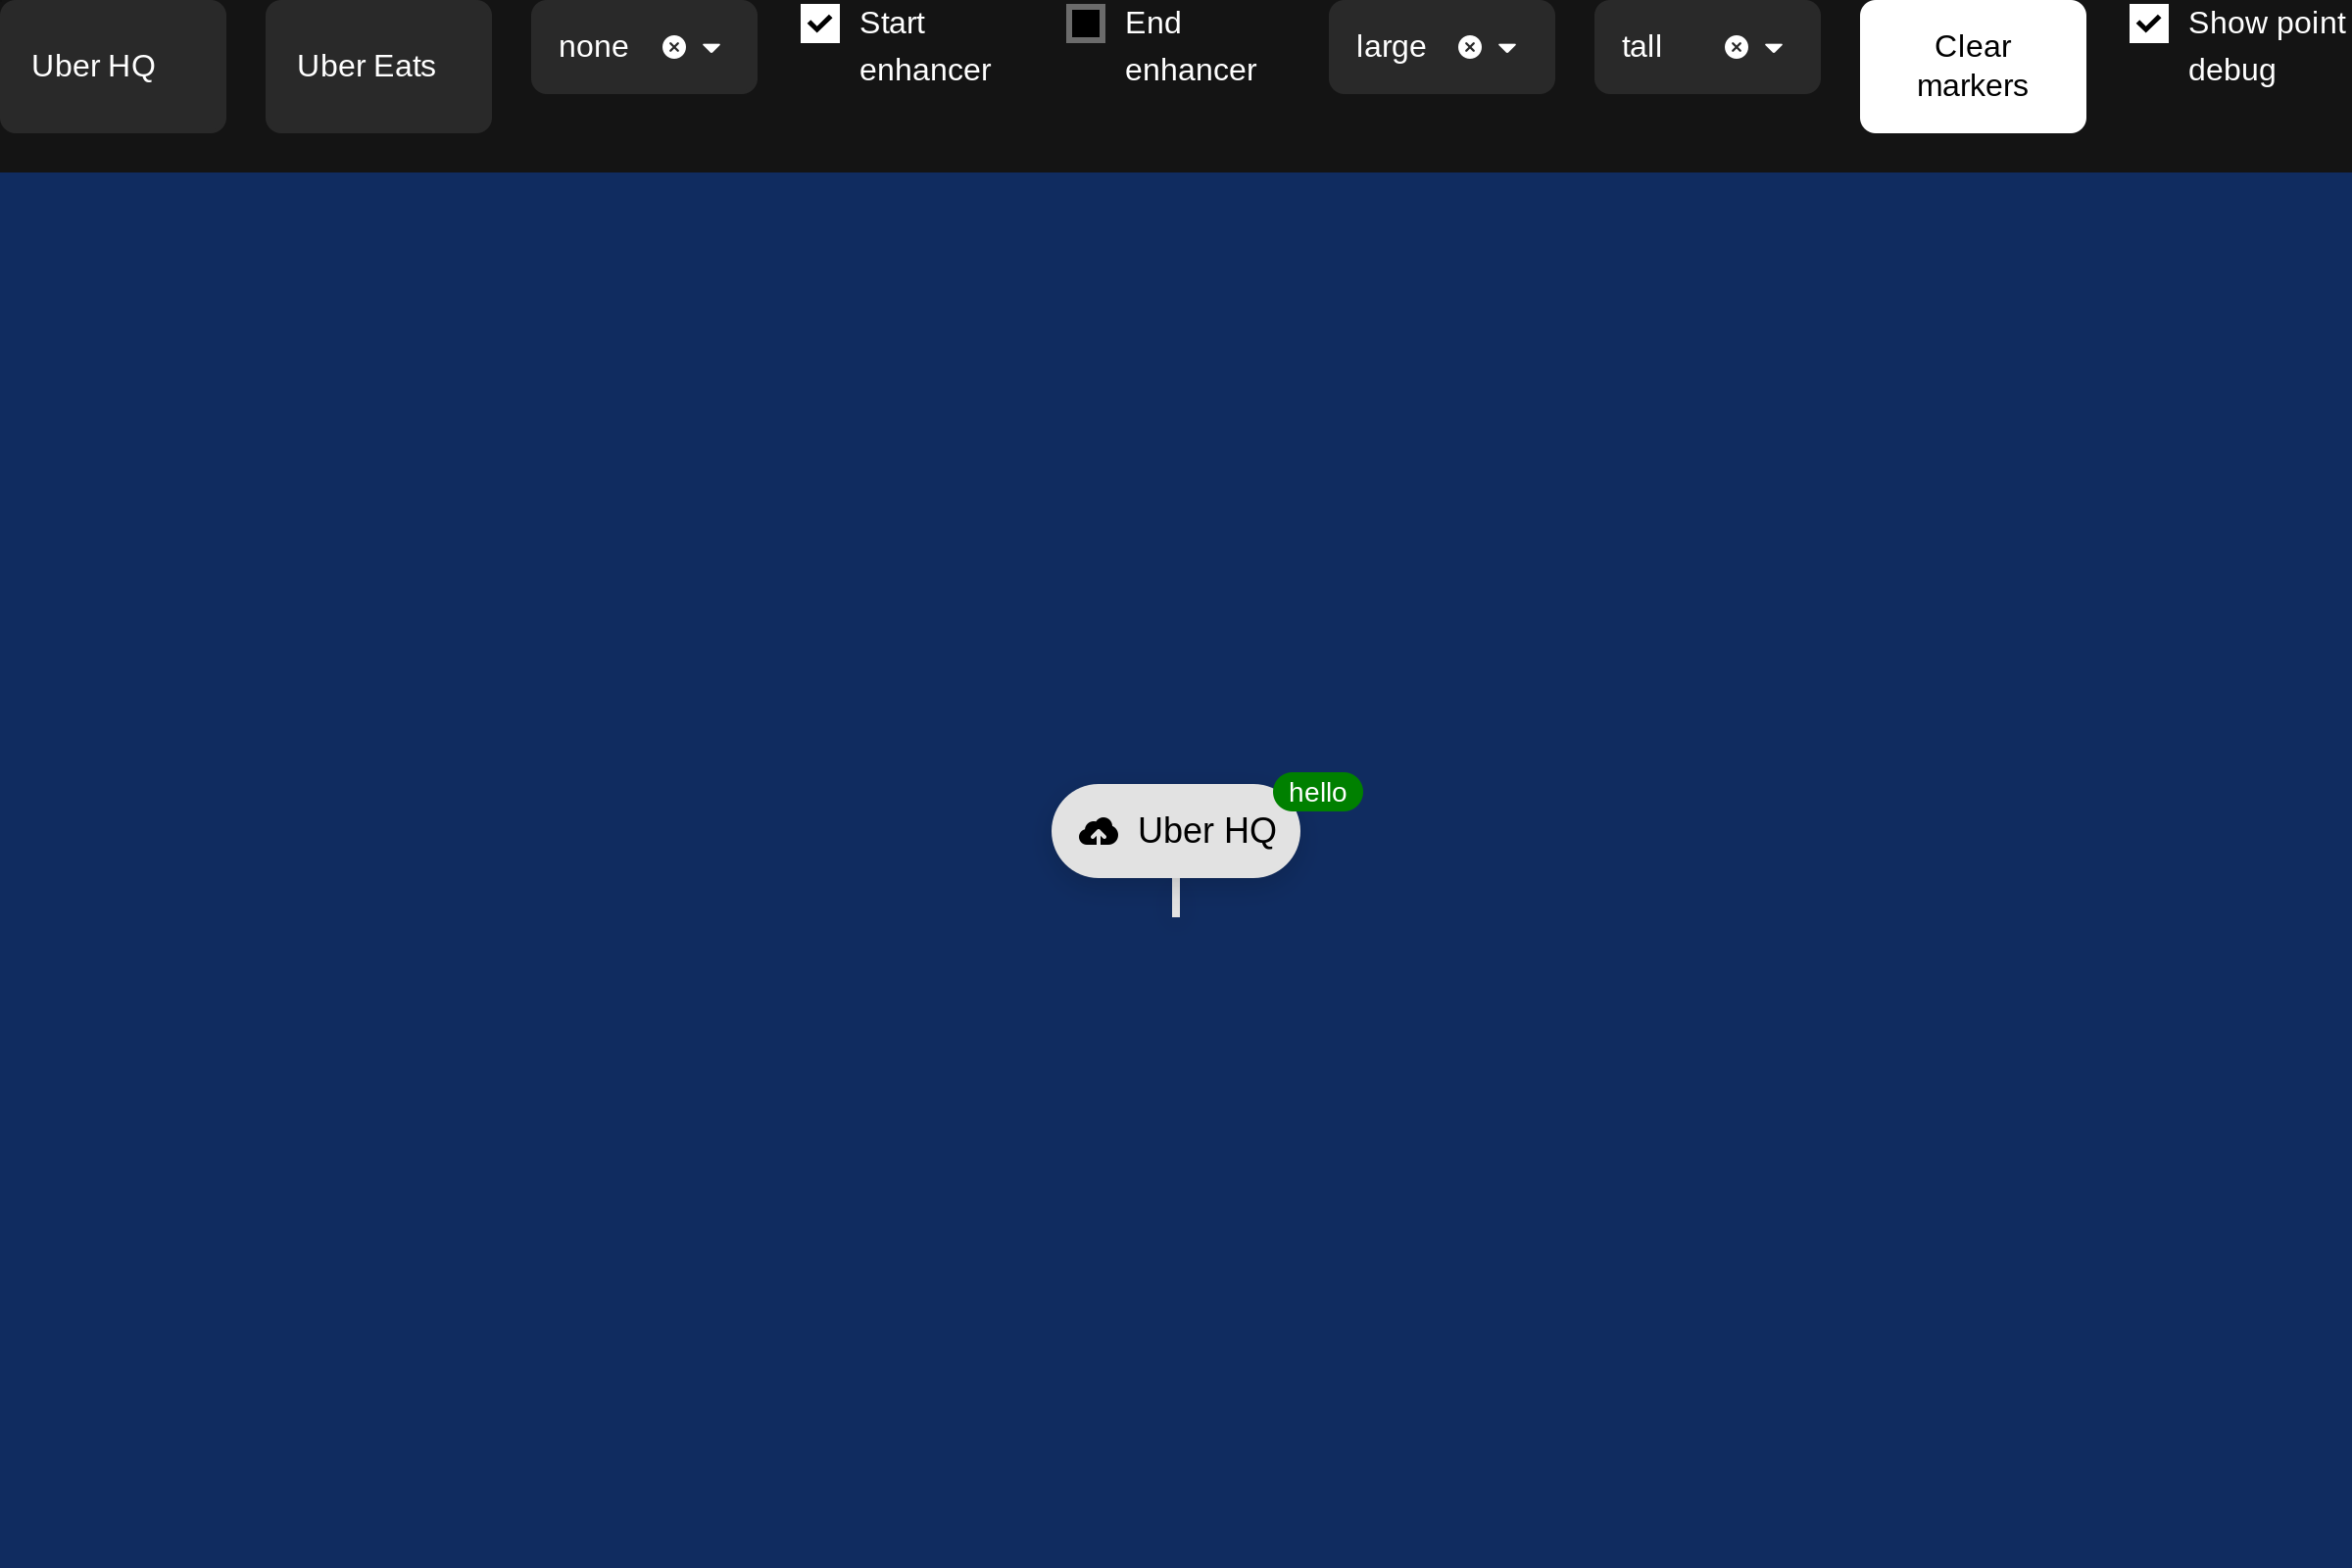 Uber HQ
Uber Eats
none
Start
enhancer
End
enhancer
large
tall
Clear
markers
Show point
debug
hello
Uber HQ